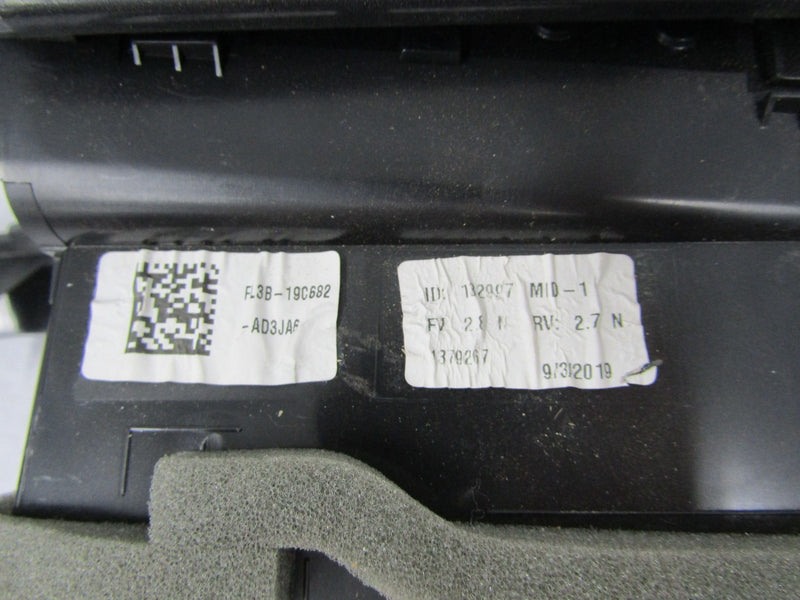 FL3B-19C682
-AD3JA6
ID: 132997 MID-1
FV 2.8 N RV: 2.7 N
1379267
9/3/2019